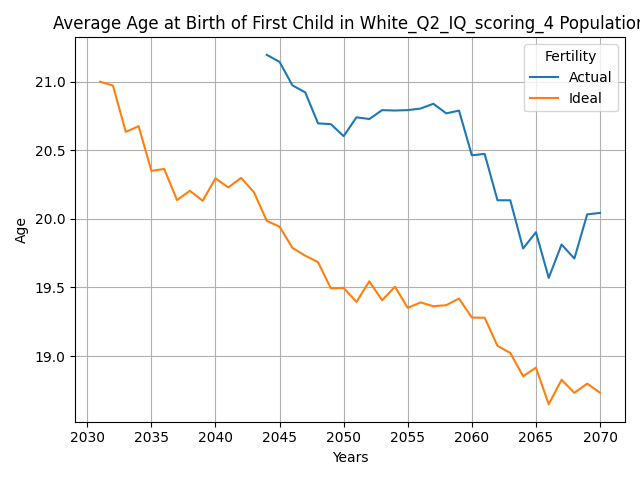 Average Age at Birth of First Child in White_Q2_IQ_scoring_4 Population
Fertility
Actual
Ideal
21.0
20.5
20.0
19.5
19.0
Age
2030 2035 2040 2045 2050 2055 2060 2065 2070
Years